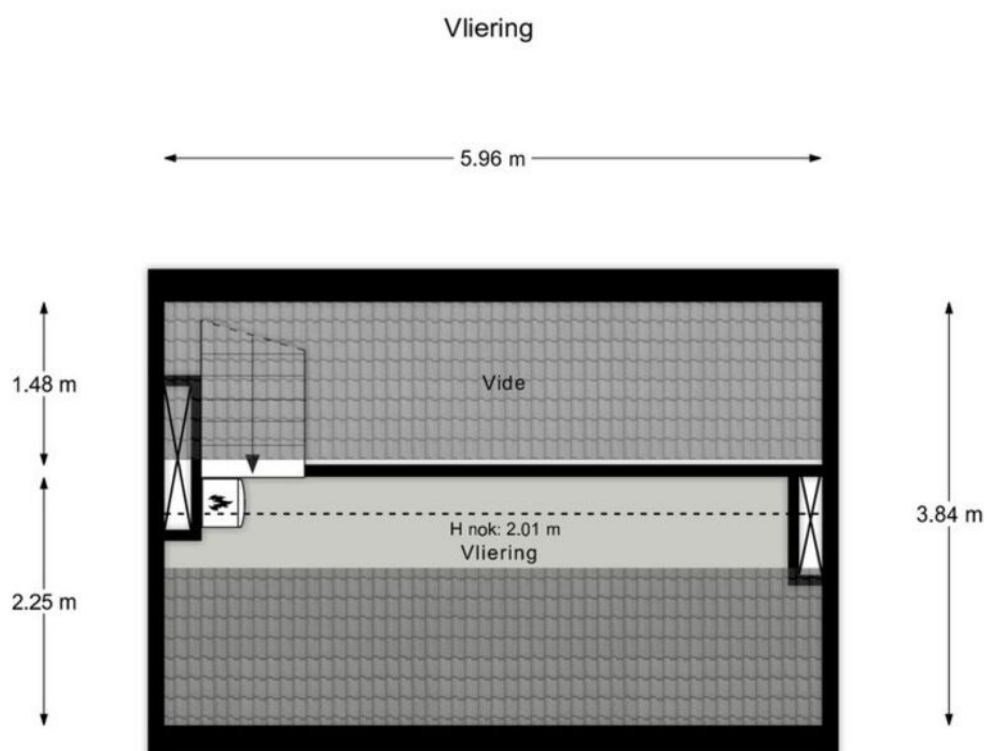 Vliering
5.96 m
1.48 m
Vide
3.84 m
H nok: 2.01 m
Vliering
2.25 m